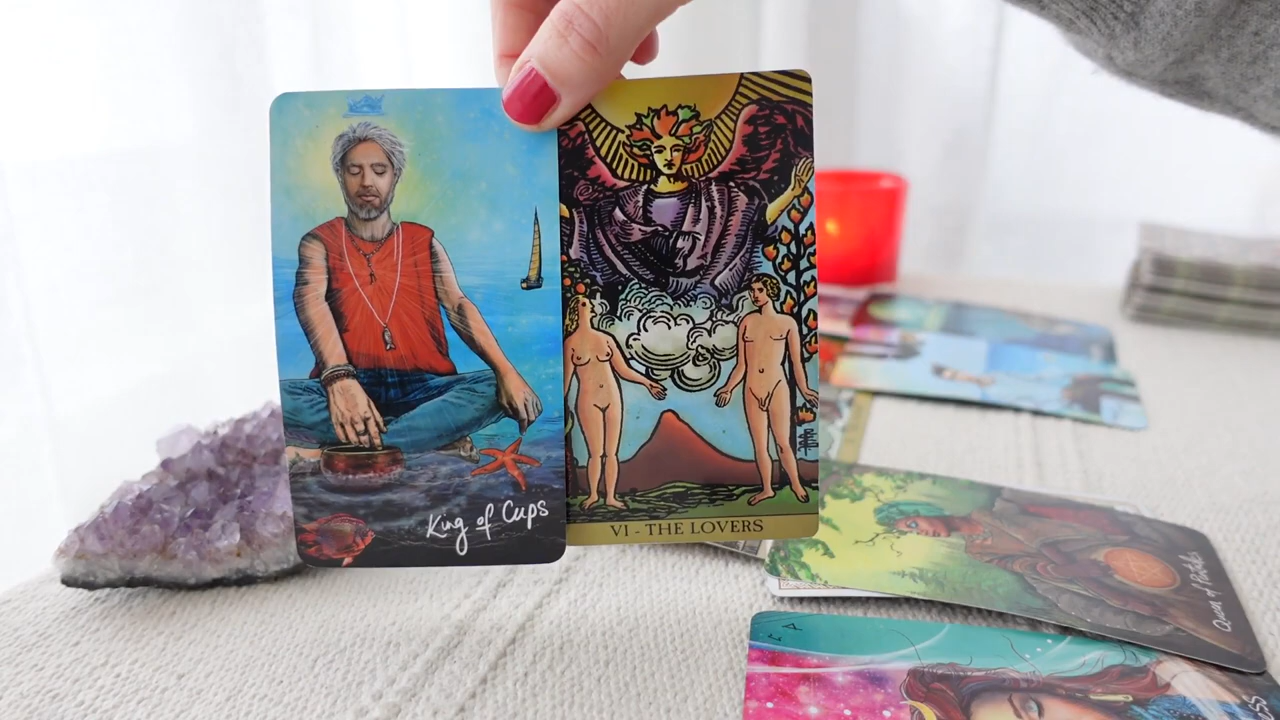 King of Cups
VI - THE LOVERS
Queen of Pentacles